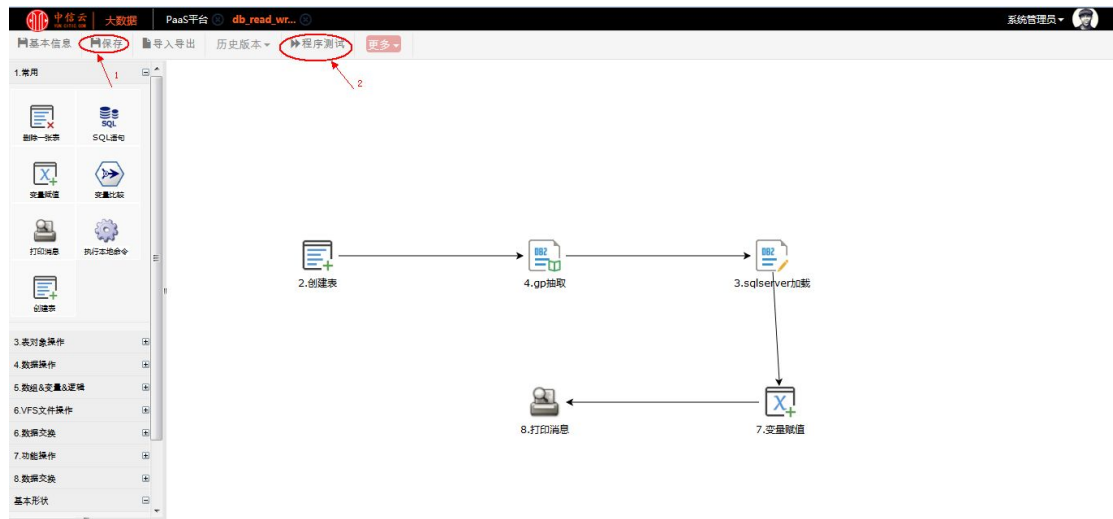 中信云 大数据 PaaS平台 db_read_wr... 系统管理员
基本信息 保存 导入导出 历史版本 程序测试 更多
1
2
1.常用
删除一张表 SQL语句
变量赋值 变量比较
打印消息 执行本地命令
创建表
3.表对象操作
4.数据操作
5.数组&变量&逻辑
6.VFS文件操作
6.数据交换
7.功能操作
8.数据交换
基本形状
SQL
DB2
DB2
2.创建表 4.gp抽取 3.sqlserver加载
8.打印消息 7.变量赋值